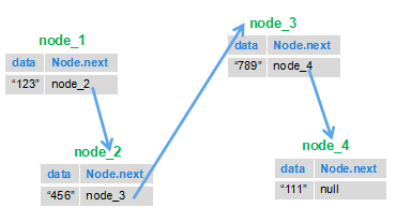 node_1
data Node.next
“123” node_2
node_2
data Node.next
“456” node_3
node_3
data Node.next
“789” node_4
node_4
data Node.next
“111” null